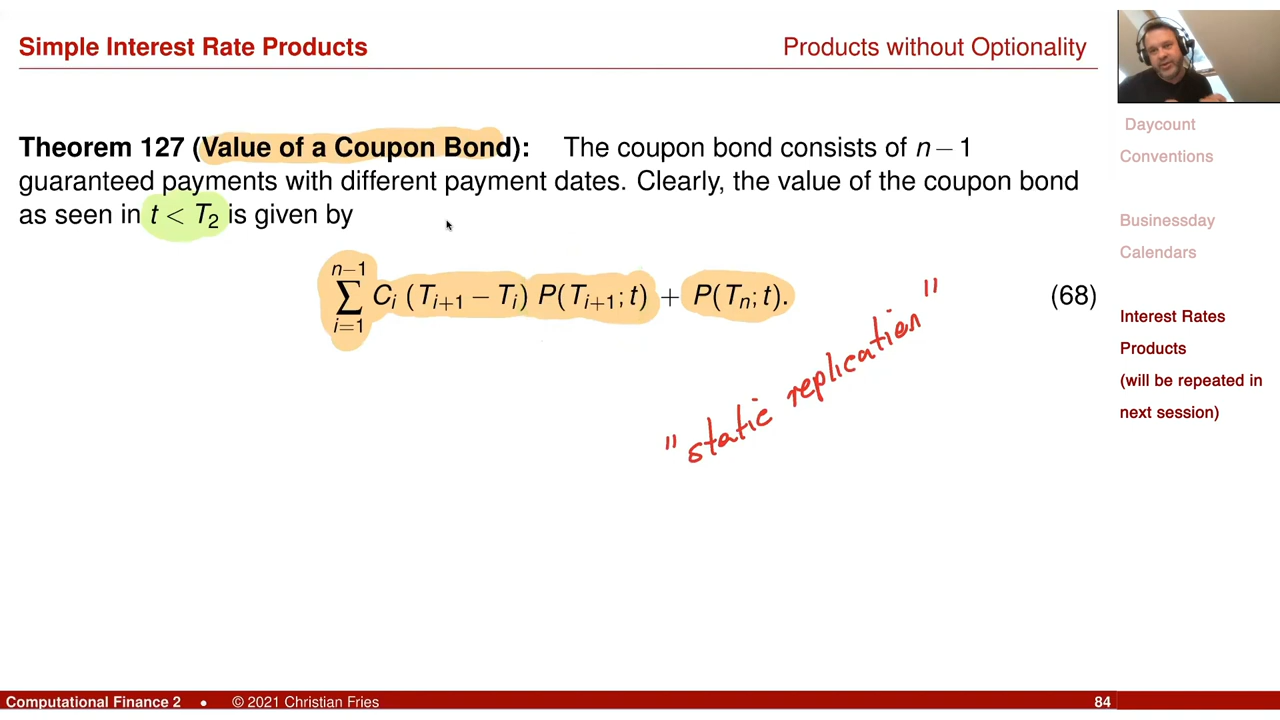 Simple Interest Rate Products
Products without Optionality
Theorem 127 (Value of a Coupon Bond): The coupon bond consists of n − 1
guaranteed payments with different payment dates. Clearly, the value of the coupon bond
as seen in t < T₂ is given by
n−1
∑ Cᵢ (Tᵢ₊₁ − Tᵢ) P(Tᵢ₊₁; t) + P(Tₙ; t). (68)
i=1
"static replication"
Daycount
Conventions
Businessday
Calendars
Interest Rates
Products
(will be repeated in
next session)
Computational Finance 2 • © 2021 Christian Fries 84